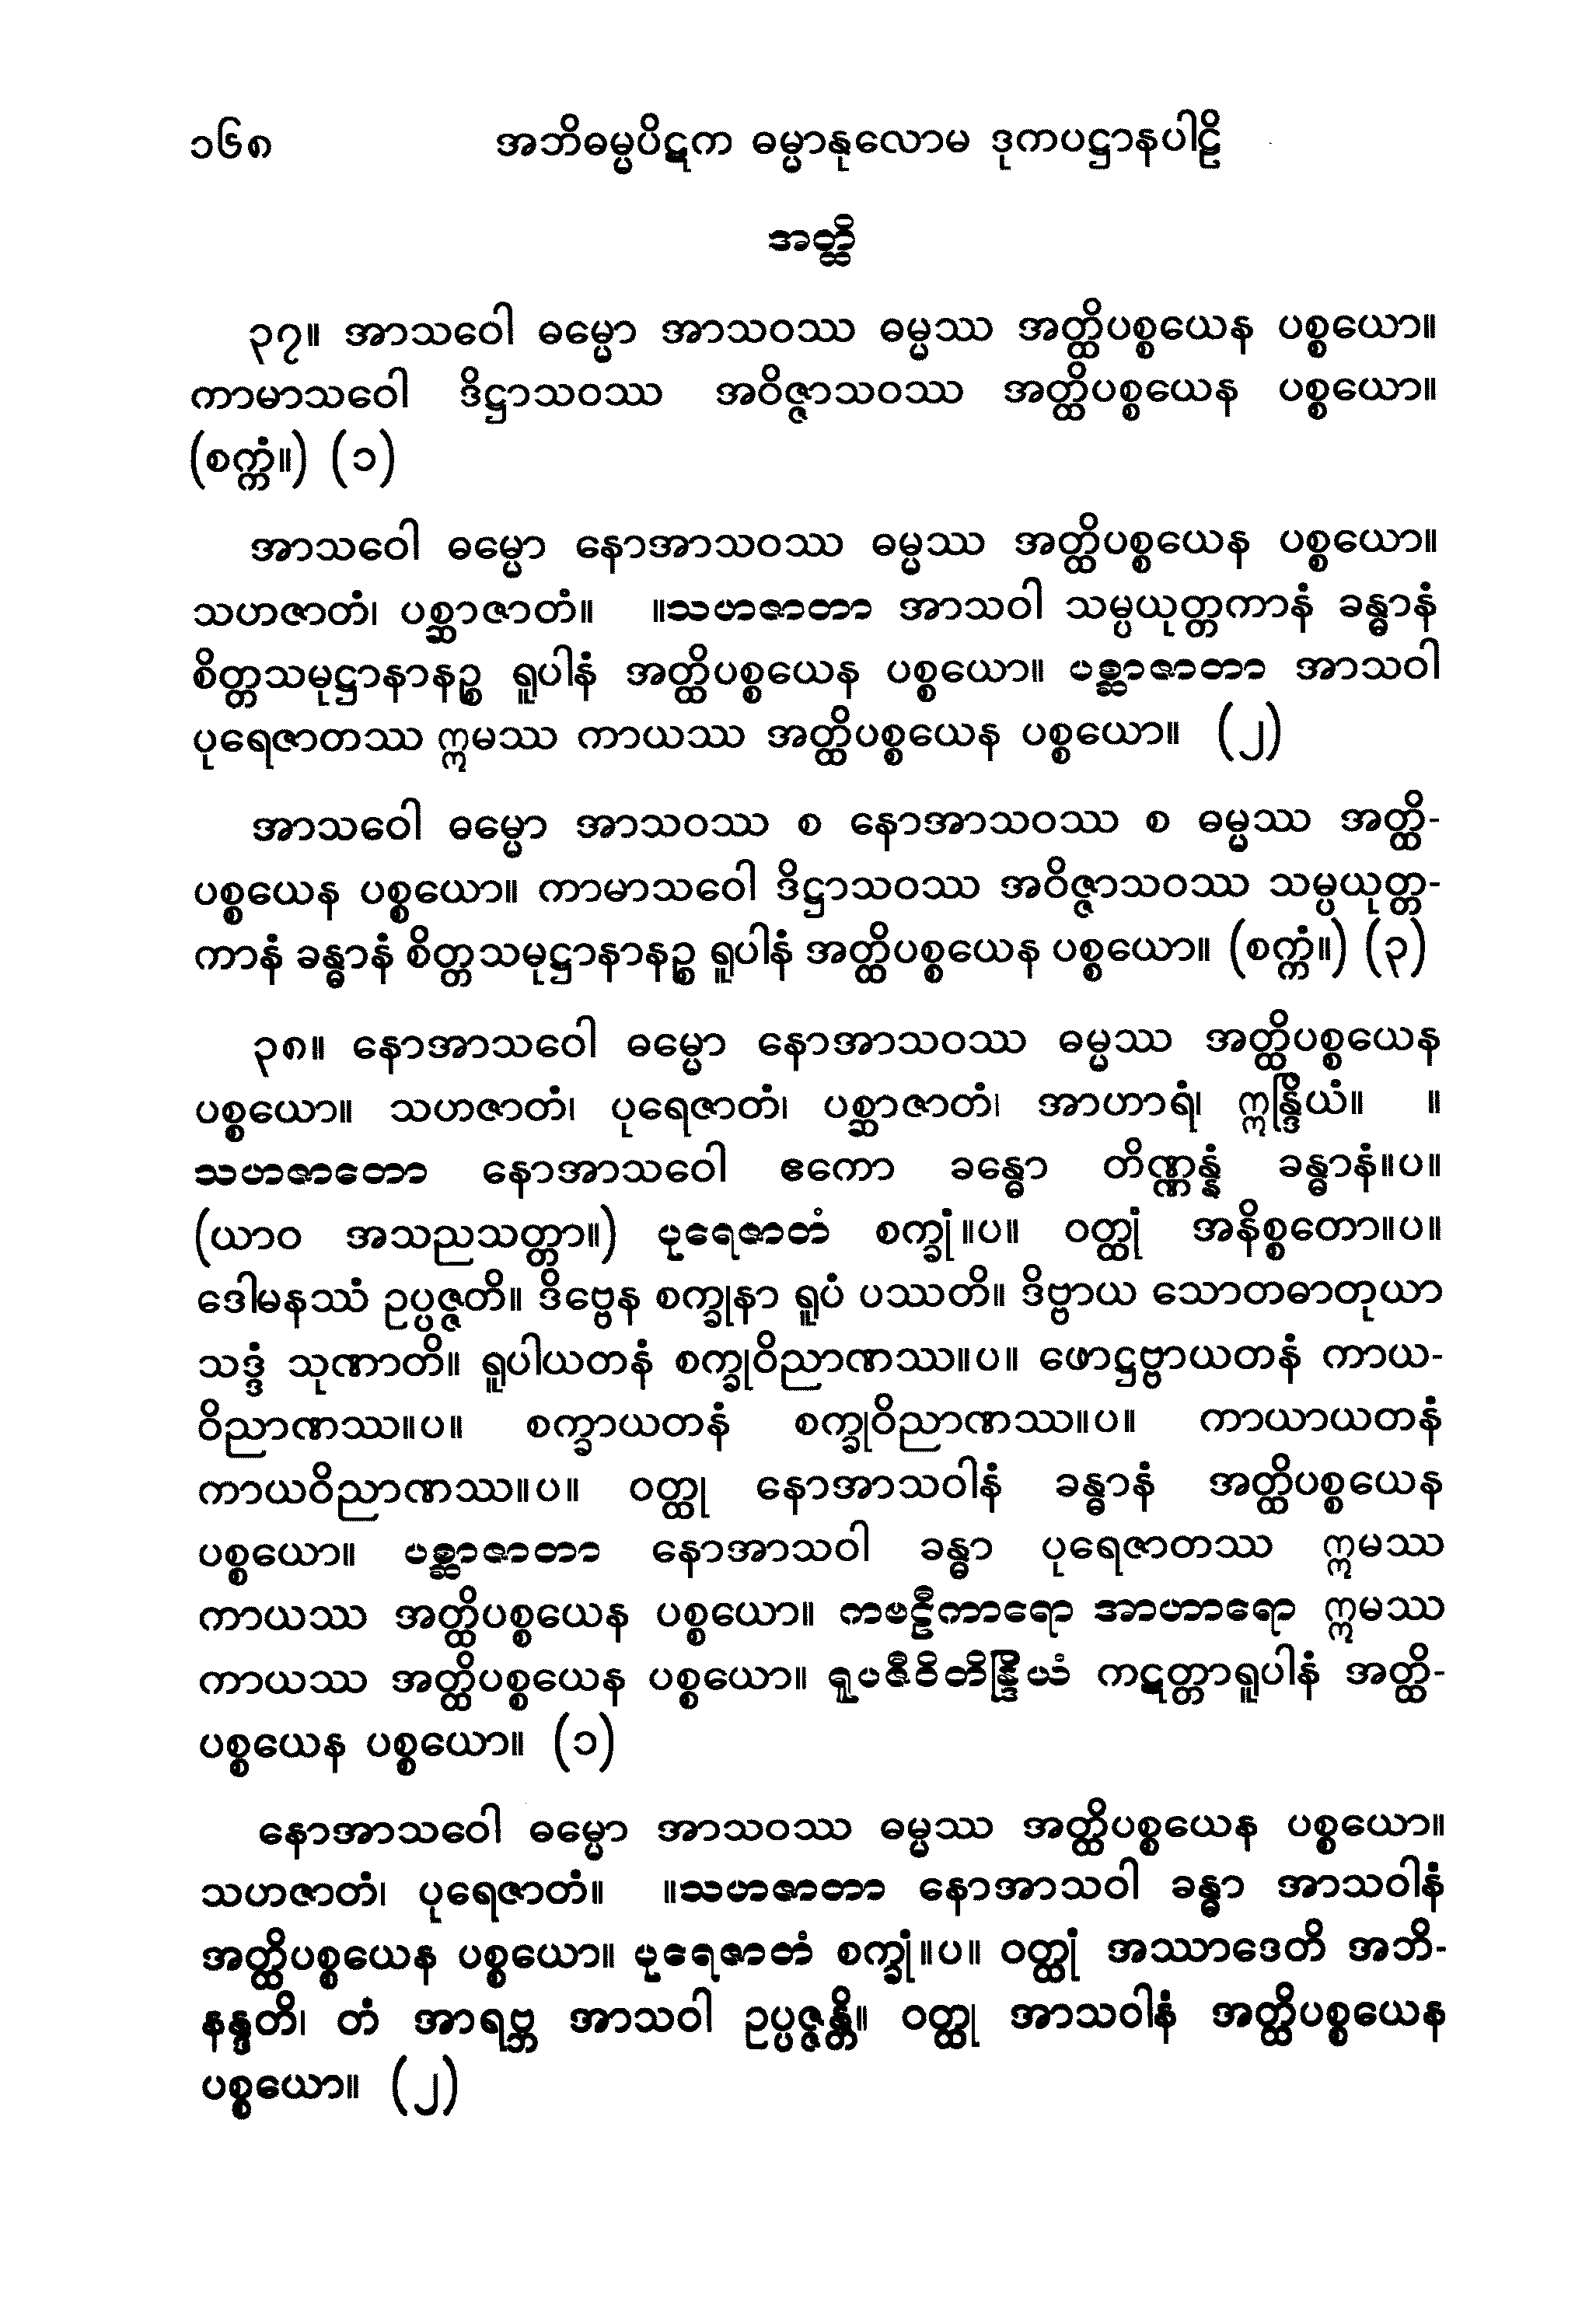 ၁၆၈ အဘိဓမ္မပိဋက ဓမ္မာနုလောမ ဒုကပဋ္ဌာနပါဠိ
အတ္ထိ
၃၇။ အာသဝေါ ဓမ္မော အာသဝဿ ဓမ္မဿ အတ္ထိပစ္စယေန ပစ္စယော။
ကာမာသဝေါ ဒိဋ္ဌာသဝဿ အဝိဇ္ဇာသဝဿ အတ္ထိပစ္စယေန ပစ္စယော။
(စက္ကံ။) (၁)
အာသဝေါ ဓမ္မော နောအာသဝဿ ဓမ္မဿ အတ္ထိပစ္စယေန ပစ္စယော။
သဟဇာတံ၊ ပစ္ဆာဇာတံ။ ။သဟဇာတာ အာသဝါ သမ္ပယုတ္တကာနံ ခန္ဓာနံ
စိတ္တသမုဋ္ဌာနာနဉ္စ ရူပါနံ အတ္ထိပစ္စယေန ပစ္စယော။ ပစ္ဆာဇာတာ အာသဝါ
ပုရေဇာတဿ ဣမဿ ကာယဿ အတ္ထိပစ္စယေန ပစ္စယော။ (၂)
အာသဝေါ ဓမ္မော အာသဝဿ စ နောအာသဝဿ စ ဓမ္မဿ အတ္ထိ-
ပစ္စယေန ပစ္စယော။ ကာမာသဝေါ ဒိဋ္ဌာသဝဿ အဝိဇ္ဇာသဝဿ သမ္ပယုတ္တ-
ကာနံ ခန္ဓာနံ စိတ္တသမုဋ္ဌာနာနဉ္စ ရူပါနံ အတ္ထိပစ္စယေန ပစ္စယော။ (စက္ကံ။) (၃)
၃၈။ နောအာသဝေါ ဓမ္မော နောအာသဝဿ ဓမ္မဿ အတ္ထိပစ္စယေန
ပစ္စယော။ သဟဇာတံ၊ ပုရေဇာတံ၊ ပစ္ဆာဇာတံ၊ အာဟာရံ၊ ဣန္ဒြိယံ။ ။
သဟဇာတော နောအာသဝေါ ဧကော ခန္ဓော တိဏ္ဏန္နံ ခန္ဓာနံ။ပ။
(ယာဝ အသညသတ္တာ။) ပုရေဇာတံ စက္ခုံ။ပ။ ဝတ္ထုံ အနိစ္စတော။ပ။
ဒေါမနဿံ ဥပ္ပဇ္ဇတိ။ ဒိဗ္ဗေန စက္ခုနာ ရူပံ ပဿတိ။ ဒိဗ္ဗာယ သောတဓာတုယာ
သဒ္ဒံ သုဏာတိ။ ရူပါယတနံ စက္ခုဝိညာဏဿ။ပ။ ဖောဋ္ဌဗ္ဗာယတနံ ကာယ-
ဝိညာဏဿ။ပ။ စက္ခာယတနံ စက္ခုဝိညာဏဿ။ပ။ ကာယာယတနံ
ကာယဝိညာဏဿ။ပ။ ဝတ္ထု နောအာသဝါနံ ခန္ဓာနံ အတ္ထိပစ္စယေန
ပစ္စယော။ ပစ္ဆာဇာတာ နောအာသဝါ ခန္ဓာ ပုရေဇာတဿ ဣမဿ
ကာယဿ အတ္ထိပစ္စယေန ပစ္စယော။ ကဗဠီကာရော အာဟာရော ဣမဿ
ကာယဿ အတ္ထိပစ္စယေန ပစ္စယော။ ရူပဇီဝိတိန္ဒြိယံ ကဋတ္တာရူပါနံ အတ္ထိ-
ပစ္စယေန ပစ္စယော။ (၁)
နောအာသဝေါ ဓမ္မော အာသဝဿ ဓမ္မဿ အတ္ထိပစ္စယေန ပစ္စယော။
သဟဇာတံ၊ ပုရေဇာတံ။ ။သဟဇာတာ နောအာသဝါ ခန္ဓာ အာသဝါနံ
အတ္ထိပစ္စယေန ပစ္စယော။ ပုရေဇာတံ စက္ခုံ။ပ။ ဝတ္ထုံ အဿာဒေတိ အဘိ-
နန္ဒတိ၊ တံ အာရဗ္ဘ အာသဝါ ဥပ္ပဇ္ဇန္တိ။ ဝတ္ထု အာသဝါနံ အတ္ထိပစ္စယေန
ပစ္စယော။ (၂)